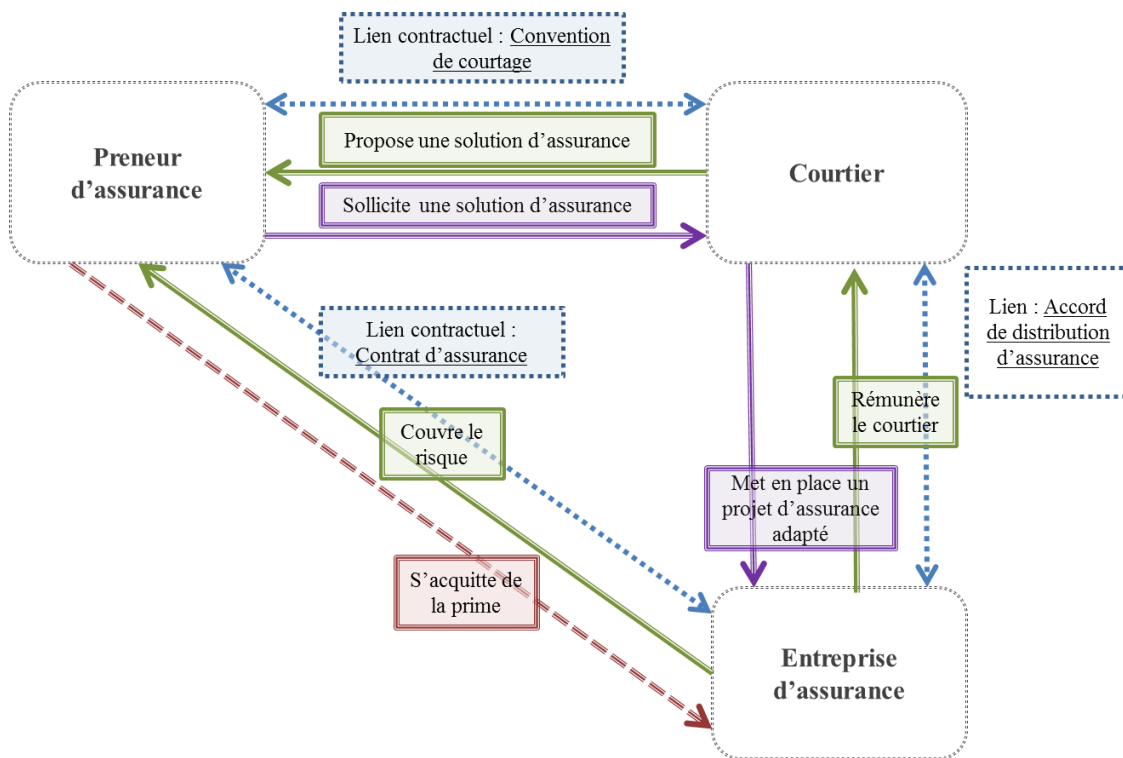 Lien contractuel : Convention
de courtage
Preneur
d’assurance
Propose une solution d’assurance
Courtier
Sollicite une solution d’assurance
Lien contractuel :
Contrat d’assurance
Lien : Accord
de distribution
d’assurance
Couvre le
risque
Rémunère
le courtier
Met en place un
projet d’assurance
adapté
S’acquitte de
la prime
Entreprise
d’assurance